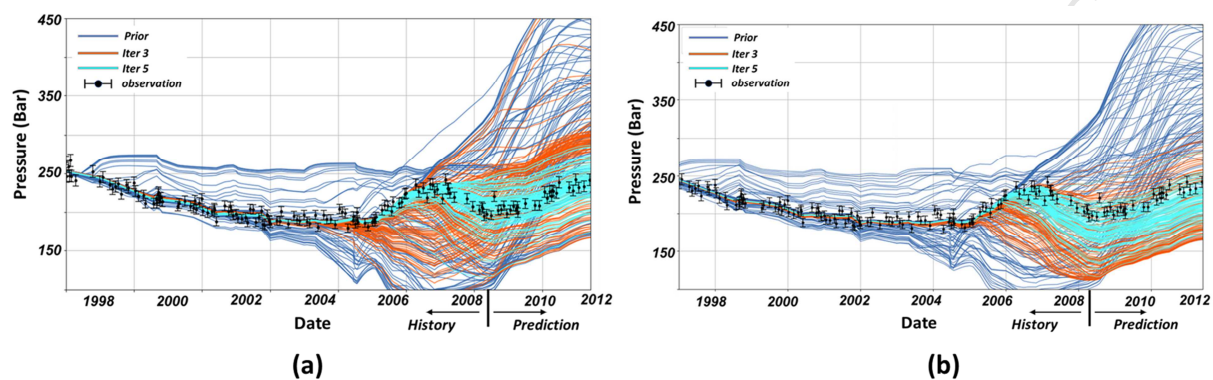 450
350
250
150
Pressure (Bar)
Prior
Iter 3
Iter 5
observation
1998 2000 2002 2004 2006 2008 2010 2012
Date
History Prediction
(a)
450
350
250
150
Pressure (Bar)
Prior
Iter 3
Iter 5
observation
1998 2000 2002 2004 2006 2008 2010 2012
Date
History Prediction
(b)